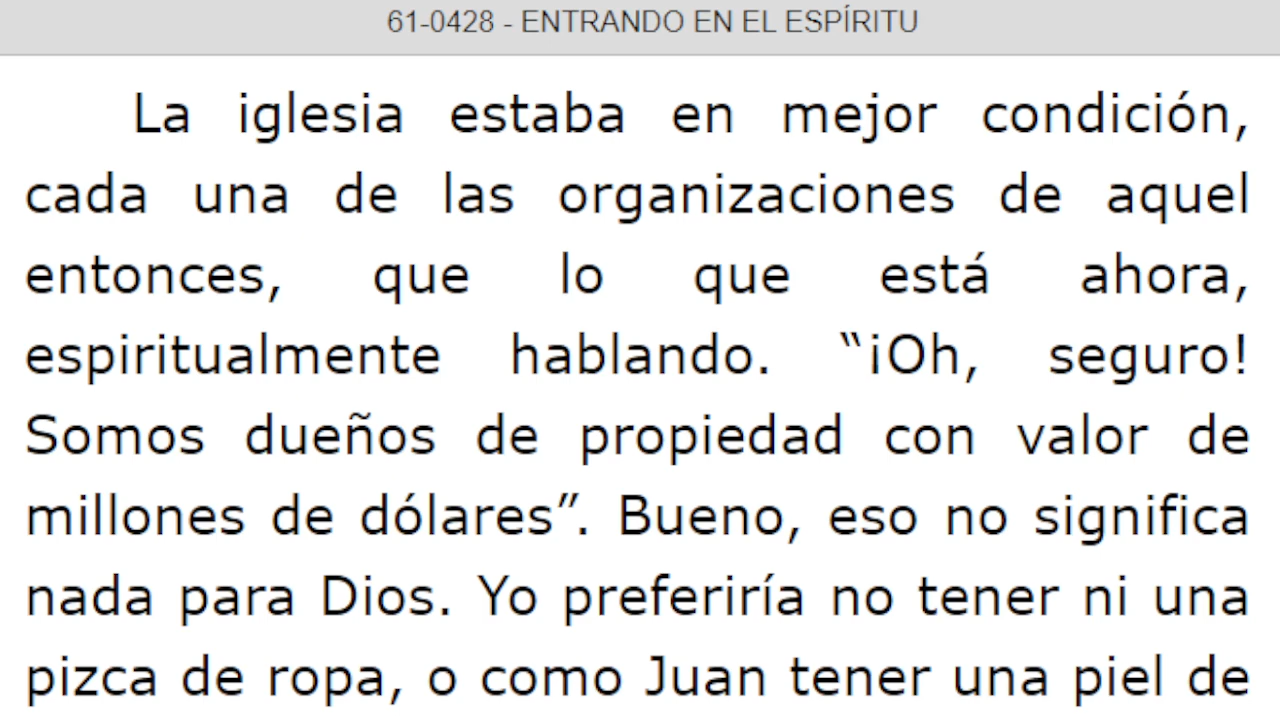 61-0428 - ENTRANDO EN EL ESPÍRITU
La iglesia estaba en mejor condición,
cada una de las organizaciones de aquel
entonces, que lo que está ahora,
espiritualmente hablando. “¡Oh, seguro!
Somos dueños de propiedad con valor de
millones de dólares”. Bueno, eso no significa
nada para Dios. Yo preferiría no tener ni una
pizca de ropa, o como Juan tener una piel de